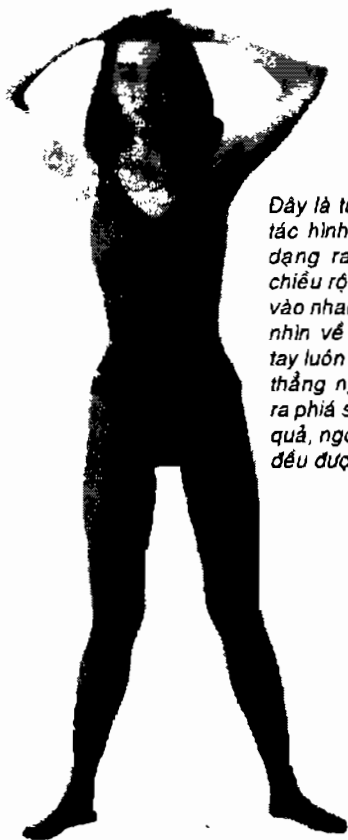 Đây là t
tác hình
dạng ra
chiều rộ
vào nha
nhìn về
tay luôn
thẳng n
ra phiá s
quả, ng
đều đượ